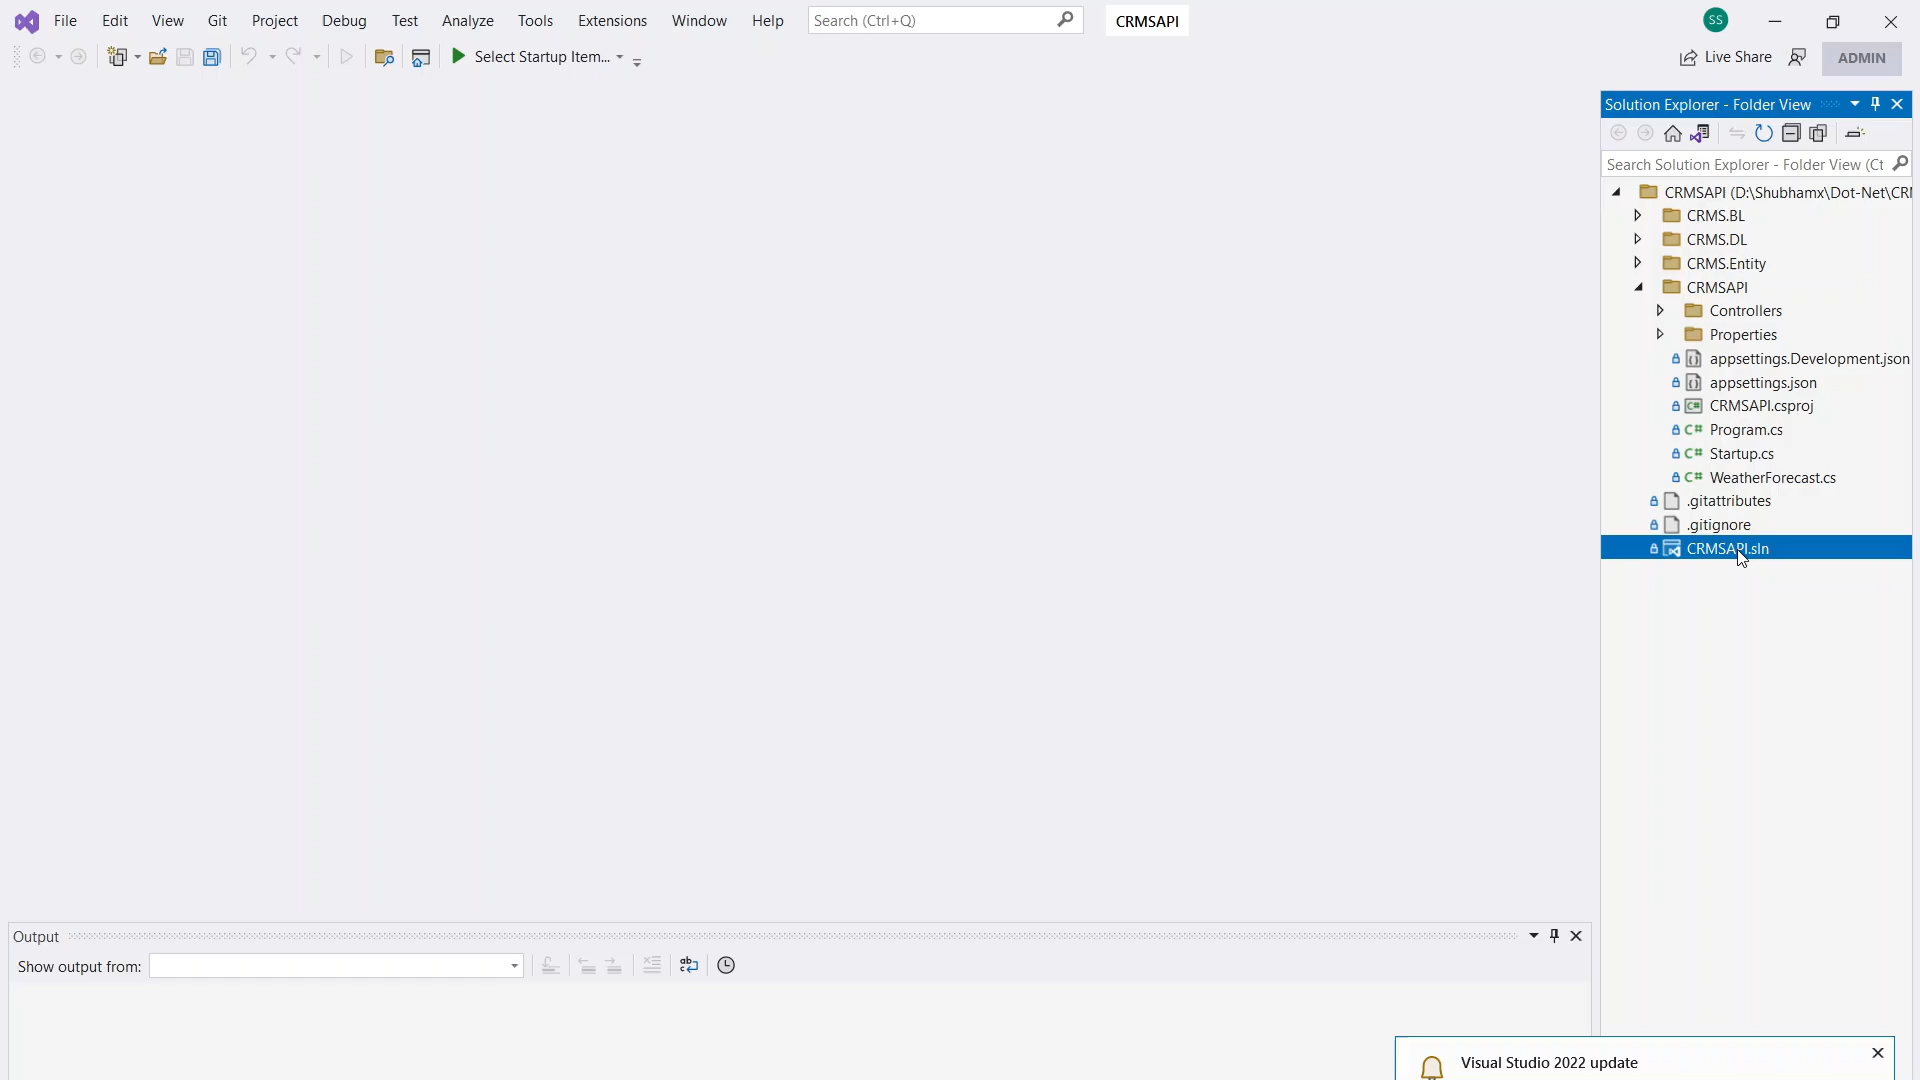 File Edit View Git Project Debug Test Analyze Tools Extensions Window Help Search (Ctrl+Q) CRMSAPI SS
Select Startup Item... Live Share ADMIN
Solution Explorer - Folder View
Search Solution Explorer - Folder View (Ct
CRMSAPI (D:\Shubhamx\Dot-Net\CRM
CRMS.BL
CRMS.DL
CRMS.Entity
CRMSAPI
Controllers
Properties
appsettings.Development.json
appsettings.json
C# CRMSAPI.csproj
C# Program.cs
C# Startup.cs
C# WeatherForecast.cs
.gitattributes
.gitignore
CRMSAPI.sln
Output
Show output from:
Visual Studio 2022 update